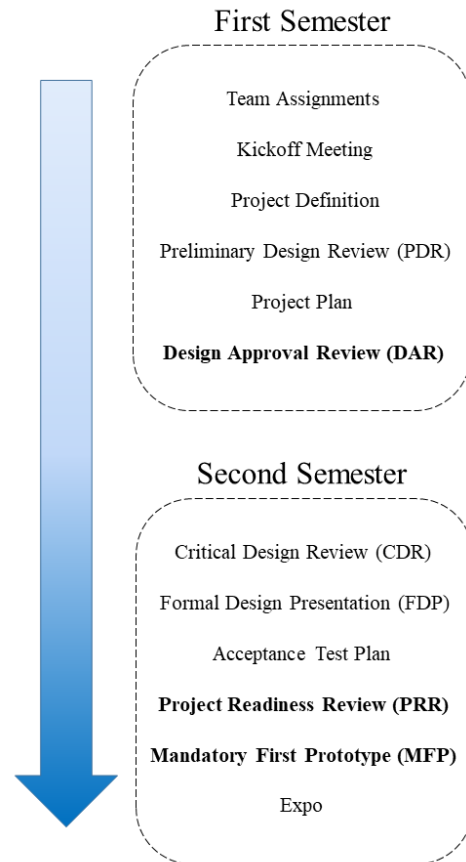 First Semester
Team Assignments
Kickoff Meeting
Project Definition
Preliminary Design Review (PDR)
Project Plan
Design Approval Review (DAR)
Second Semester
Critical Design Review (CDR)
Formal Design Presentation (FDP)
Acceptance Test Plan
Project Readiness Review (PRR)
Mandatory First Prototype (MFP)
Expo